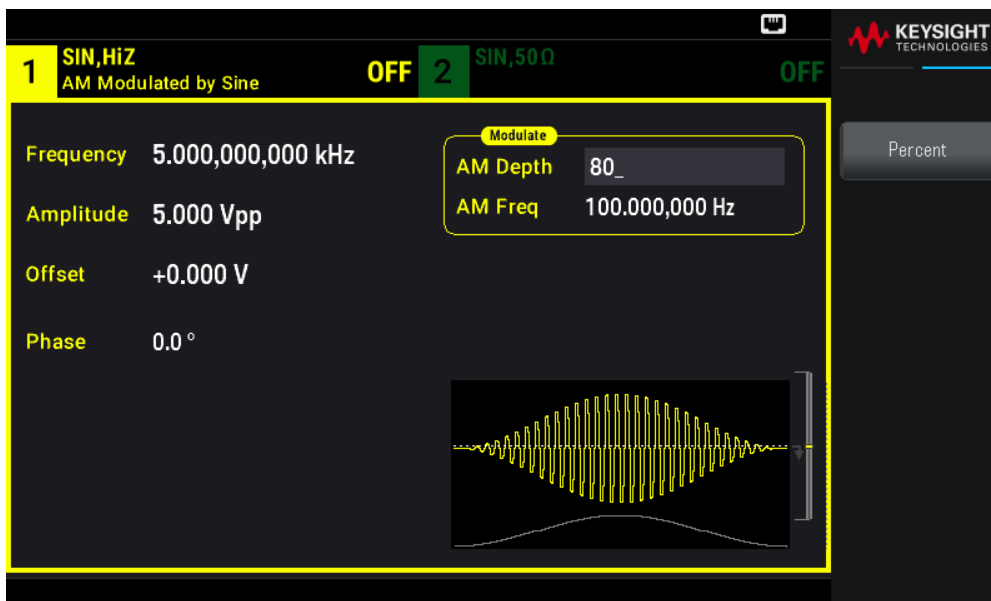 KEYSIGHT
TECHNOLOGIES
1 SIN,HiZ OFF 2 SIN,50Ω OFF
AM Modulated by Sine
Modulate
Frequency 5.000,000,000 kHz AM Depth 80_
Percent
Amplitude 5.000 Vpp AM Freq 100.000,000 Hz
Offset +0.000 V
Phase 0.0 °